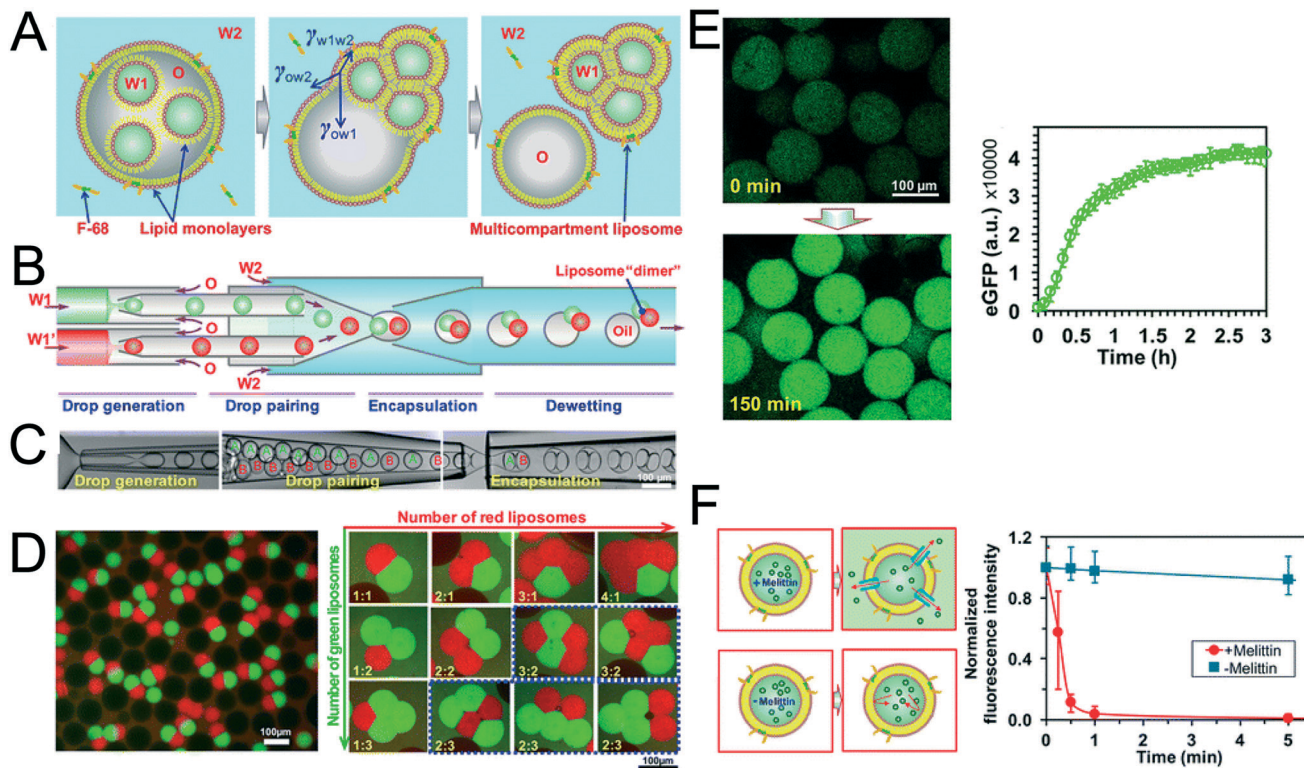 A
W2
W1
O
F-68
Lipid monolayers
γw1w2
γow2
γow1
W2
W1
O
Multicompartment liposome
B
W1
W1'
O
O
O
W2
W2
Oil
Liposome"dimer"
Drop generation
Drop pairing
Encapsulation
Dewetting
C
A A A A A A A A
B B B B B B B B
A B
Drop generation
Drop pairing
Encapsulation
100 µm
D
100µm
Number of red liposomes
Number of green liposomes
1:1
2:1
3:1
4:1
1:2
2:2
3:2
3:2
1:3
2:3
2:3
2:3
100µm
E
0 min
100 µm
150 min
eGFP (a.u.) ×10000
4
3
2
1
0
0
0.5
1
1.5
2
2.5
3
Time (h)
F
+Melittin
-Melittin
Normalized
fluorescence intensity
1.2
0.8
0.4
0.0
+Melittin
-Melittin
0
1
2
3
4
5
Time (min)